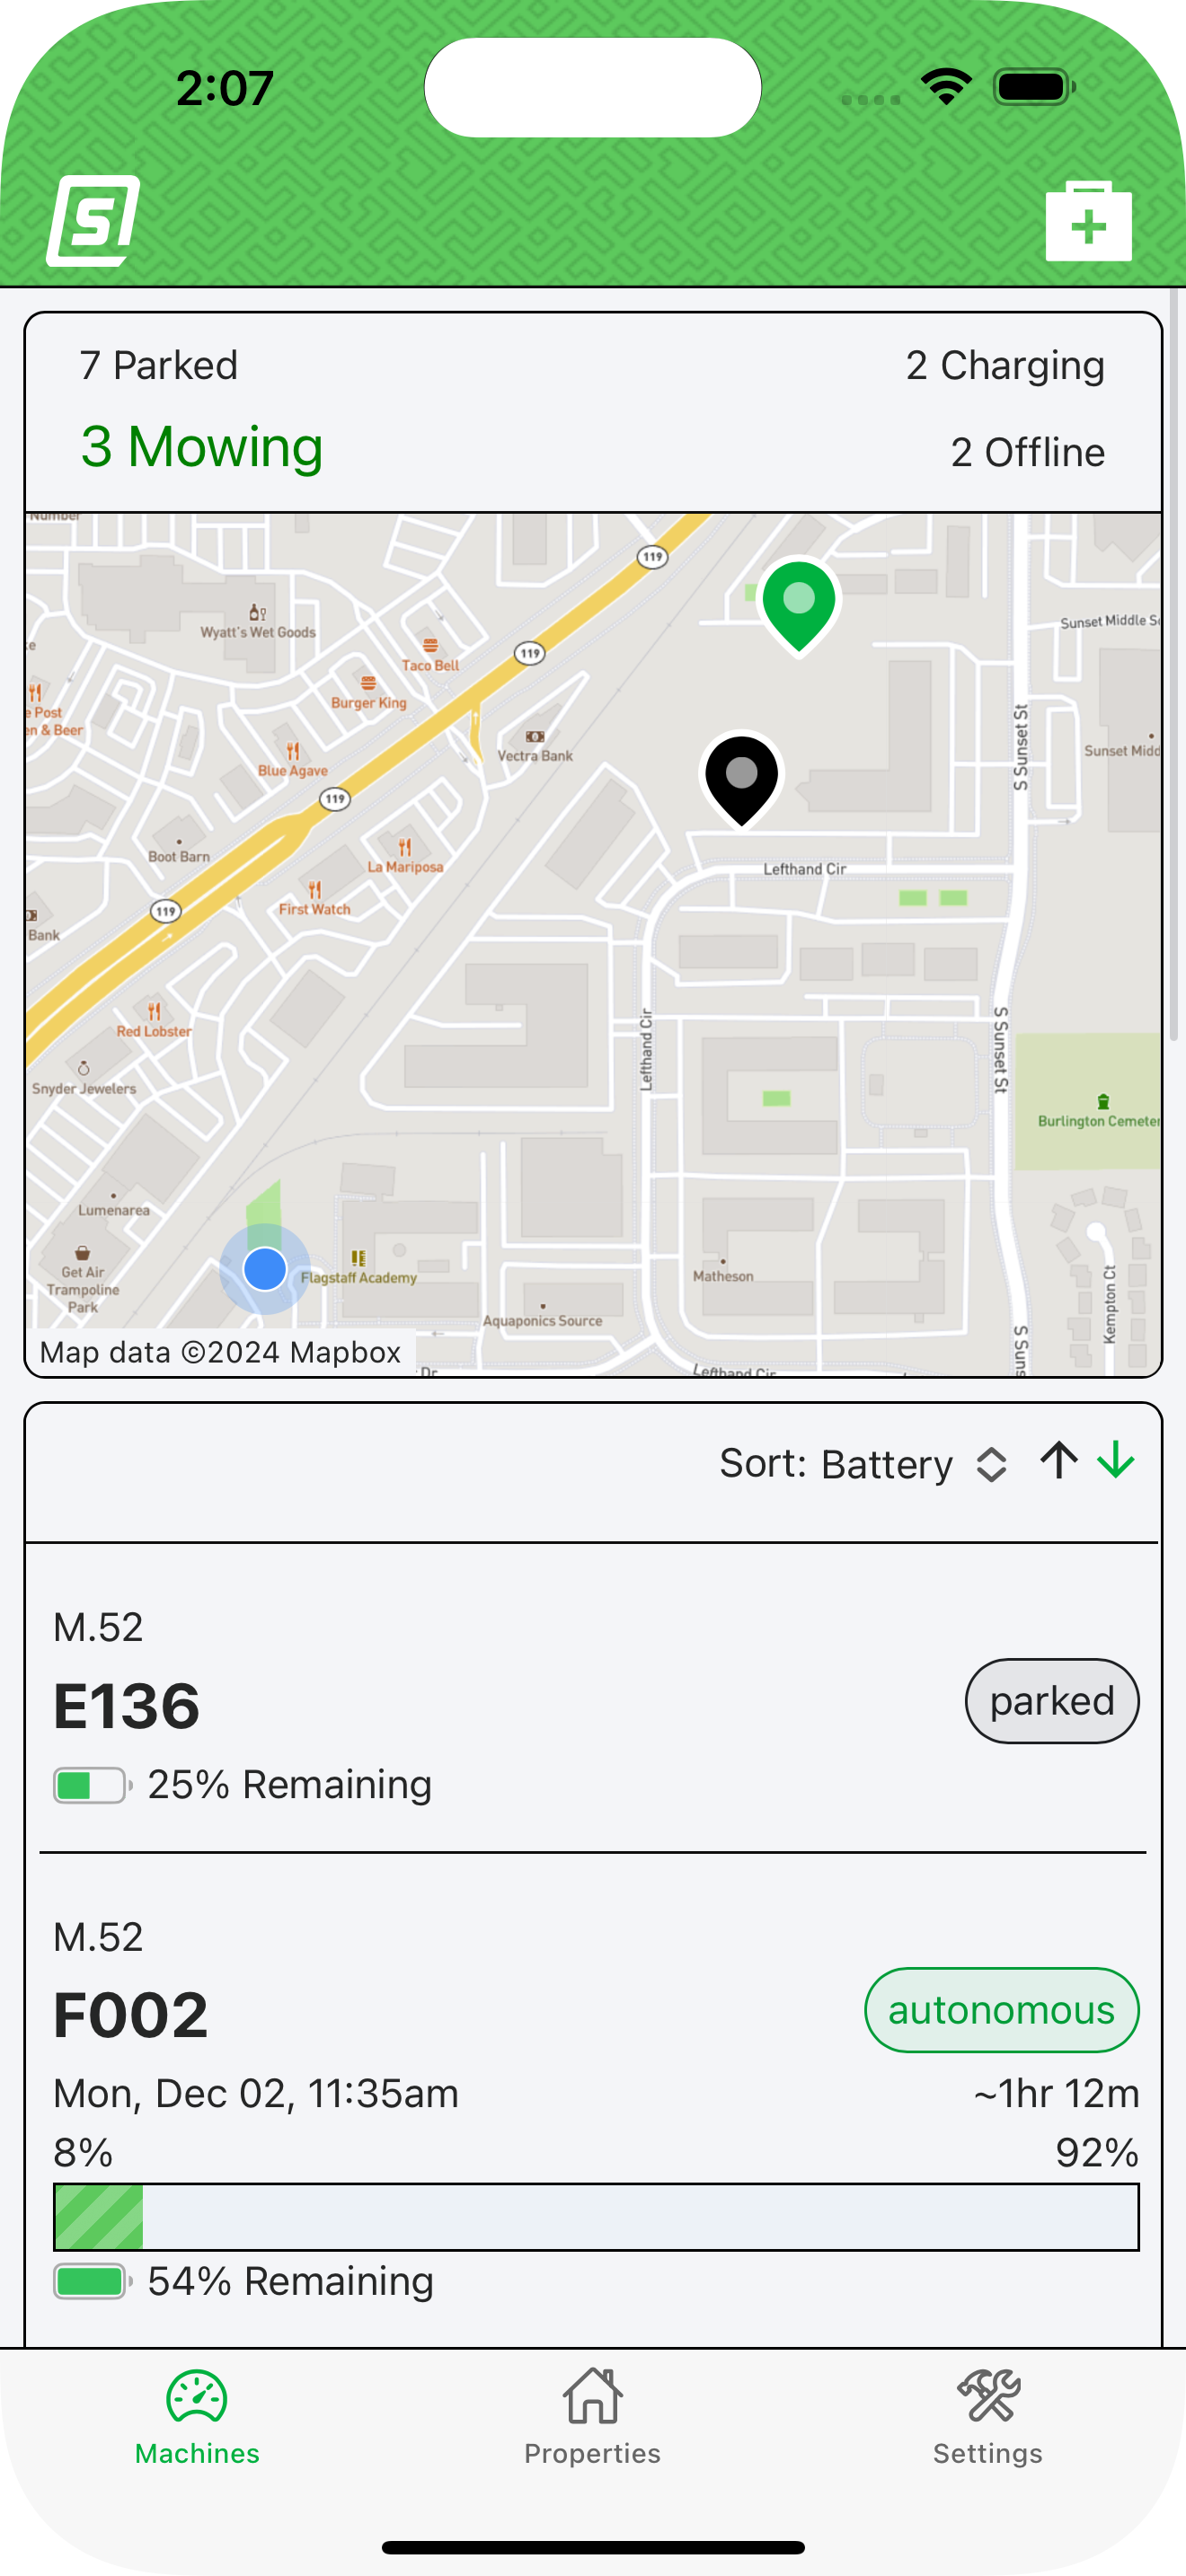 2:07
SI
7 Parked
2 Charging
3 Mowing
2 Offline
Number
119
Wyatt's Wet Goods
Sunset Middle Sc
119
Taco Bell
e Post
en & Beer
Burger King
S Sunset St
Vectra Bank
Sunset Midd
Blue Agave
119
Boot Barn
La Mariposa
Lefthand Cir
First Watch
119
Bank
Red Lobster
Lefthand Cir
S Sunset St
Snyder Jewelers
Burlington Cemeter
Lumenarea
Get Air
Trampoline
Park
Flagstaff Academy
Matheson
Kempton Ct
Aquaponics Source
S Suns
Map data ©2024 Mapbox
Dr
Lefthand Cir
Sort: Battery
M.52
E136
parked
25% Remaining
M.52
F002
autonomous
Mon, Dec 02, 11:35am
~1hr 12m
8%
92%
54% Remaining
Machines
Properties
Settings